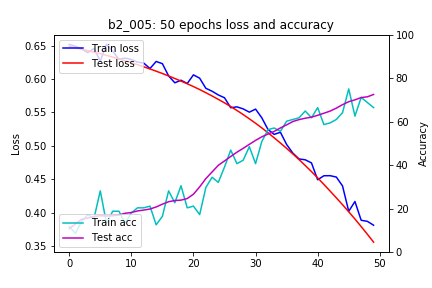 b2_005: 50 epochs loss and accuracy
0.65
0.60
0.55
0.50
0.45
0.40
0.35
Loss
Train loss
Test loss
Train acc
Test acc
100
80
60
40
20
0
Accuracy
0 10 20 30 40 50